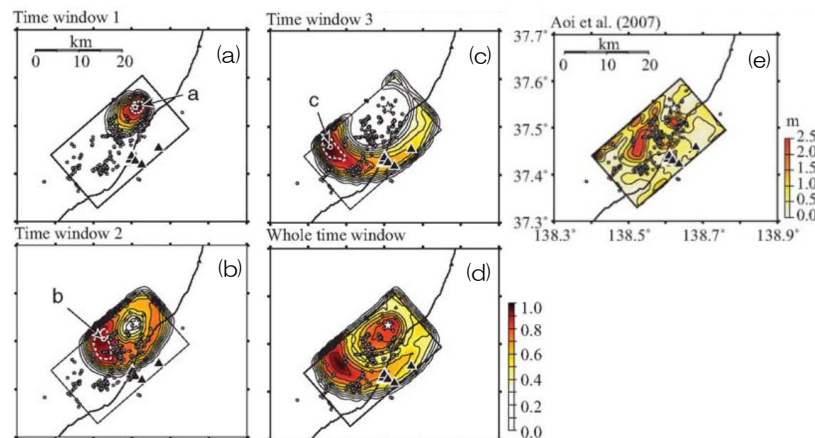 Time window 1
km
0 10 20
(a)
a
Time window 3
(c)
c
Aoi et al. (2007)
km
0 10 20
(e)
37.7°
37.6°
37.5°
37.4°
37.3°
138.3° 138.5° 138.7° 138.9°
m
2.5
2.0
1.5
1.0
0.5
0.0
Time window 2
(b)
b
Whole time window
(d)
1.0
0.8
0.6
0.4
0.2
0.0